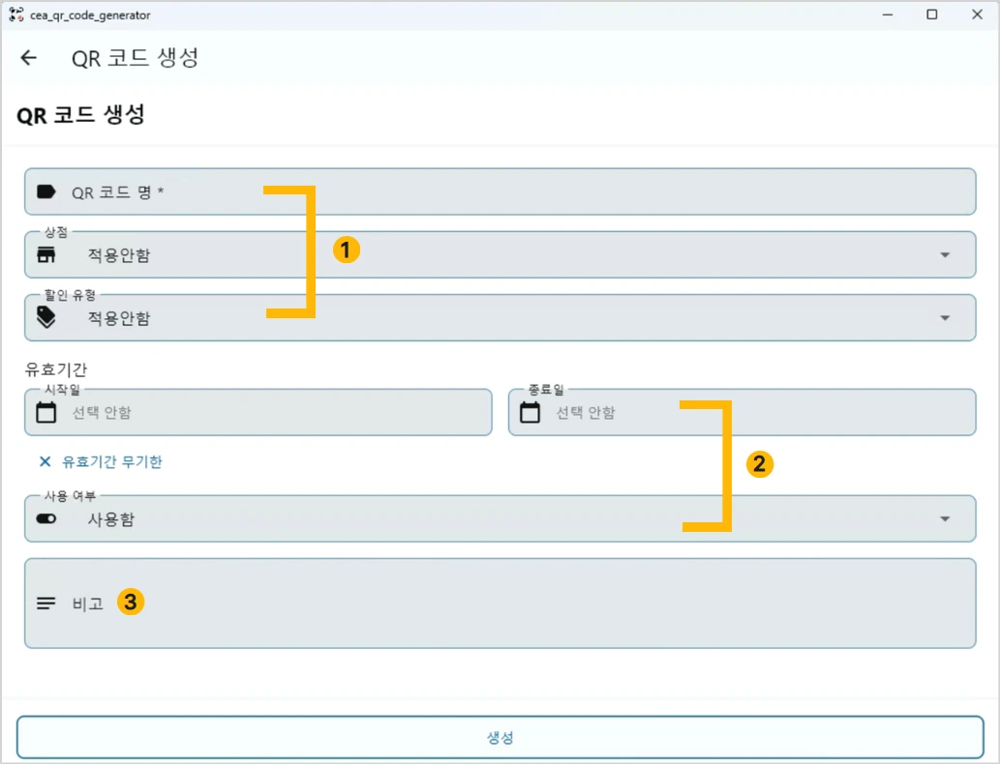 cea_qr_code_generator
QR 코드 생성
QR 코드 생성
QR 코드 명 *
상점
적용안함
1
할인 유형
적용안함
유효기간
시작일
선택 안함
종료일
선택 안함
유효기간 무기한
2
사용 여부
사용함
비고
3
생성